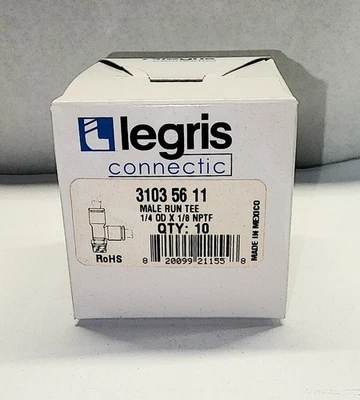 legris
legris
connectic
3103 56 11
MALE RUN TEE
1/4 OD X 1/8 NPTF
QTY: 10
RoHS
8 20099 21155 8
MADE IN MEXICO